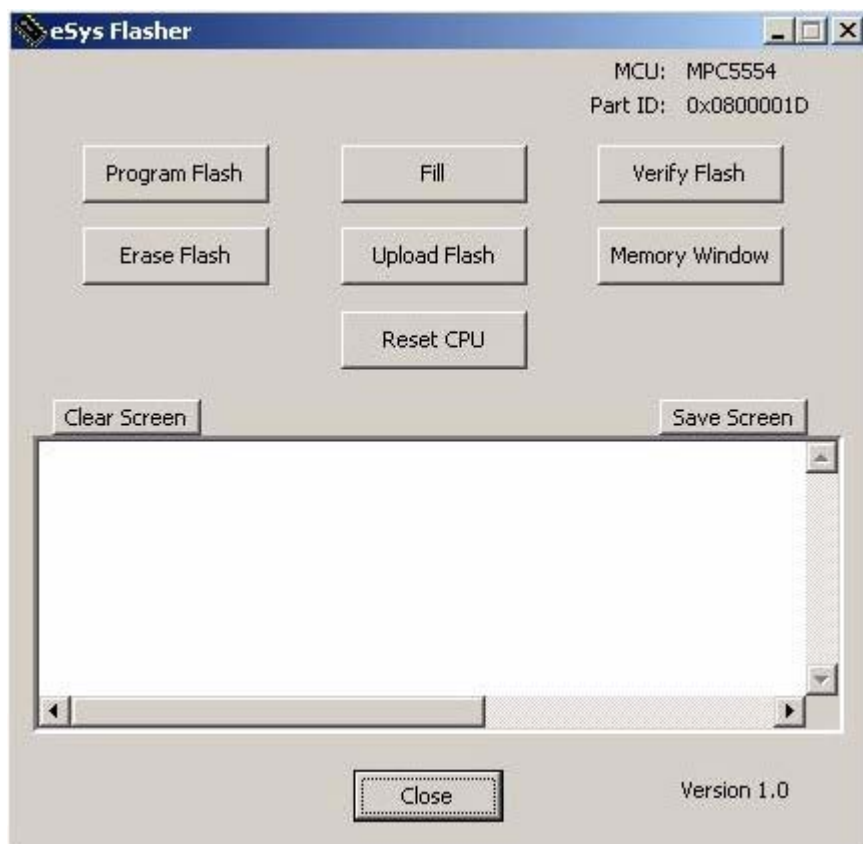 eSys Flasher
MCU: MPC5554
Part ID: 0x0800001D
Program Flash Fill Verify Flash
Erase Flash Upload Flash Memory Window
Reset CPU
Clear Screen Save Screen
Close Version 1.0